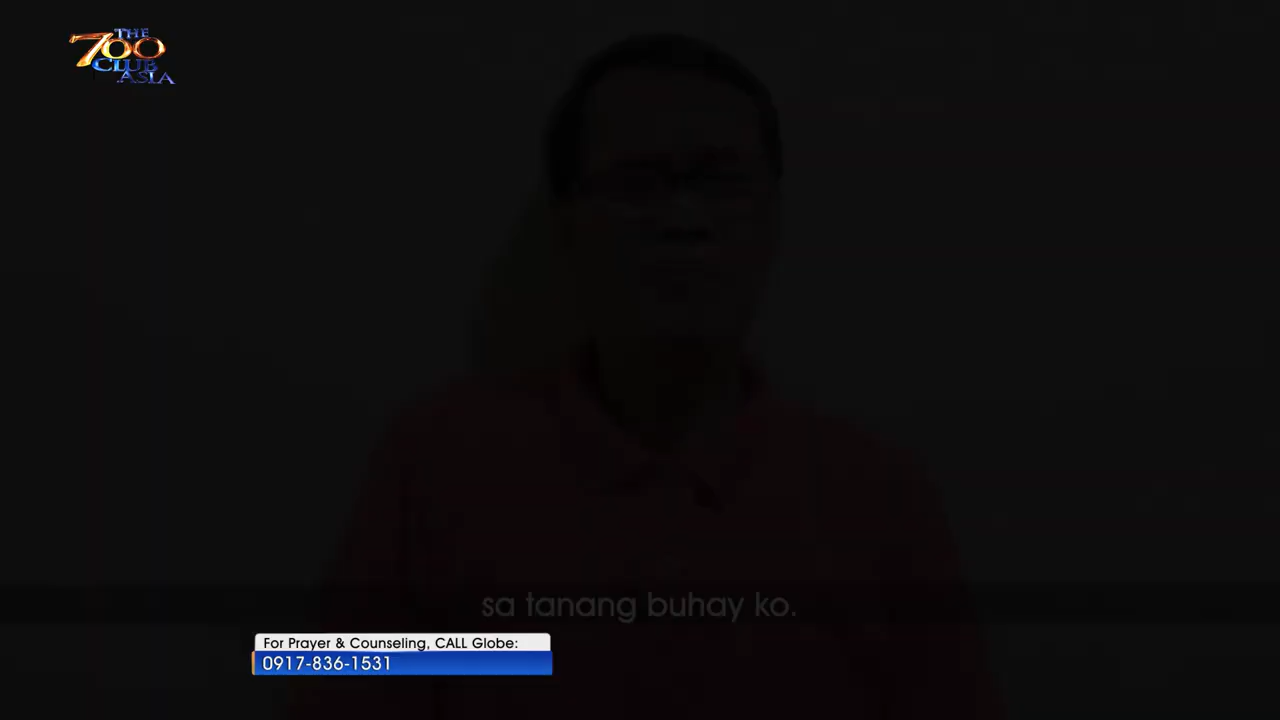 THE
700
CLUB
ASIA
sa tanang buhay ko.
For Prayer & Counseling, CALL Globe:
0917-836-1531